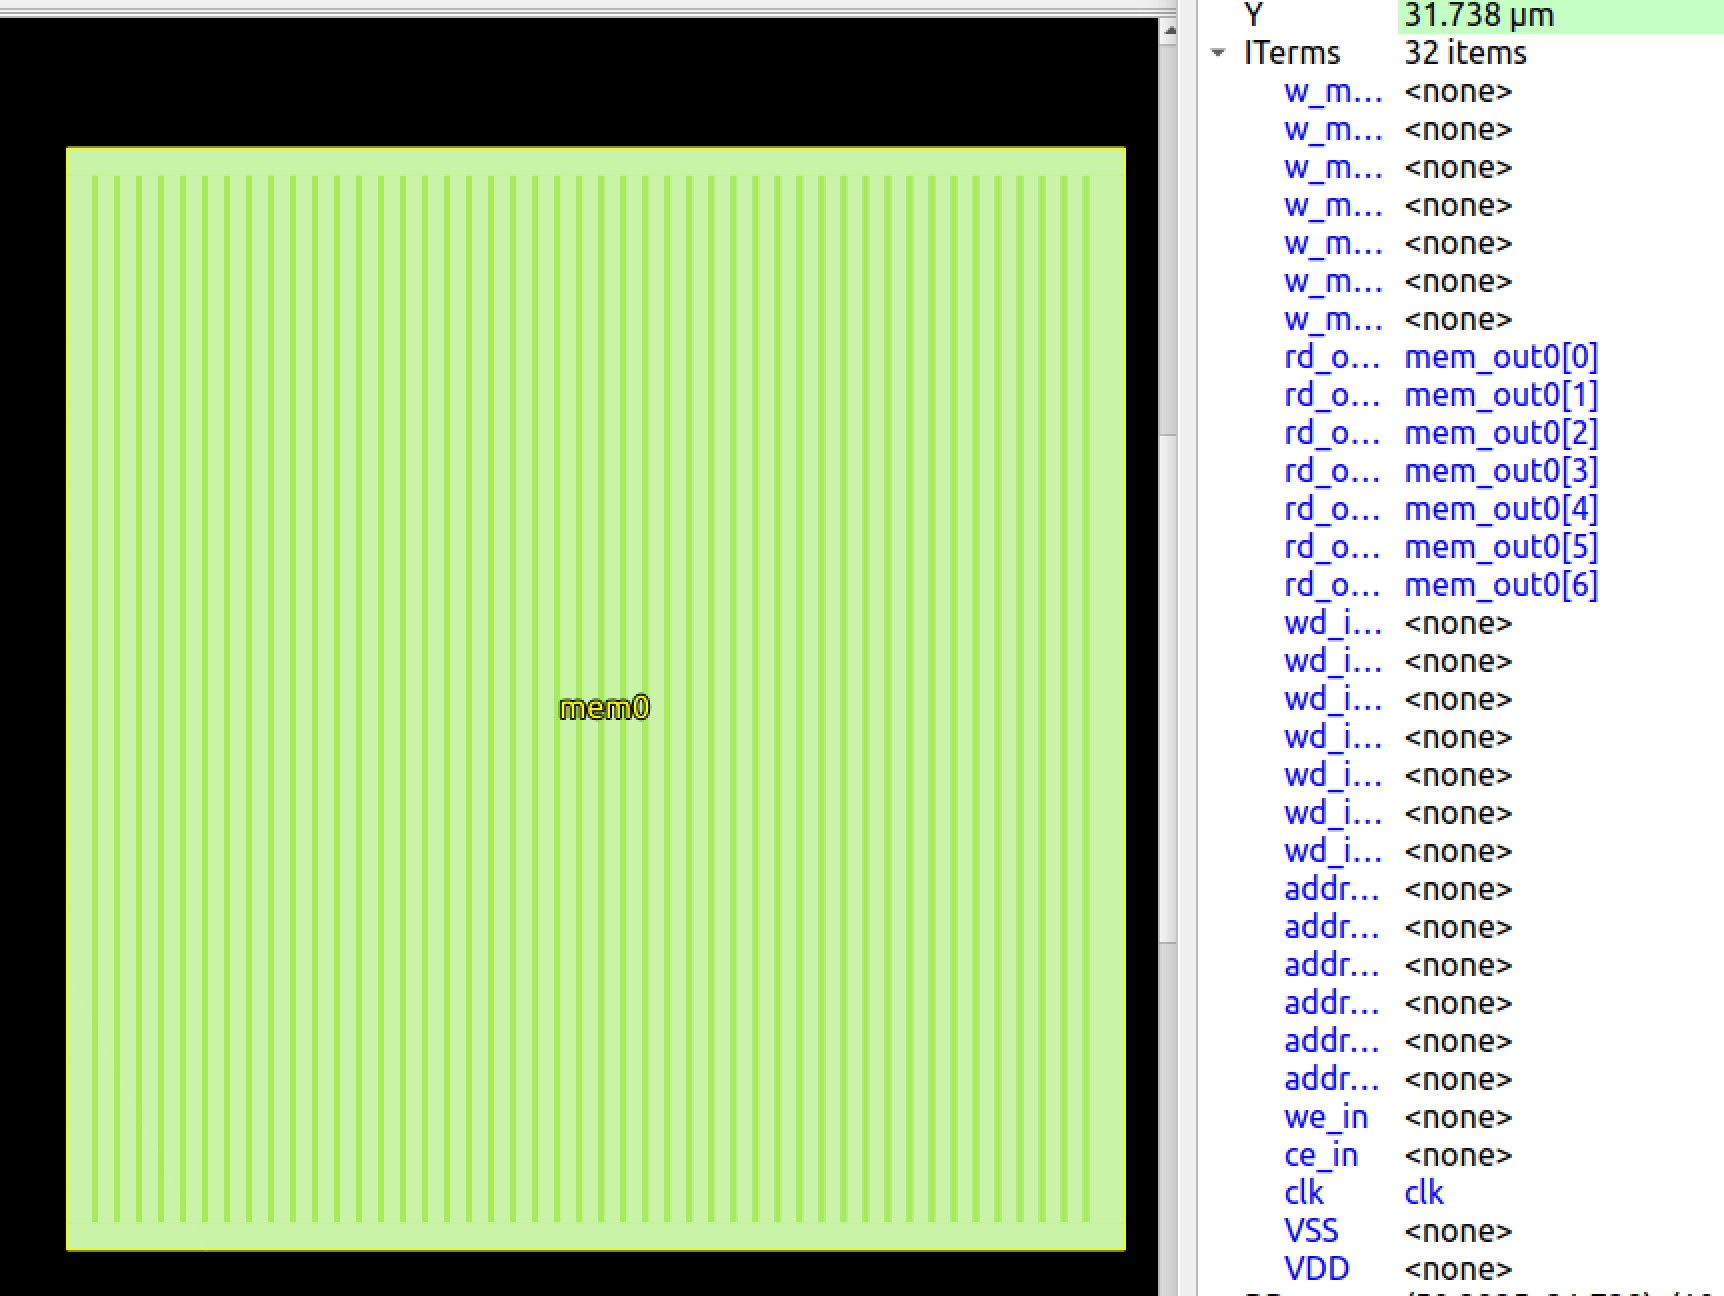 Y 31.738 µm
ITerms 32 items
w_m... <none>
w_m... <none>
w_m... <none>
w_m... <none>
w_m... <none>
w_m... <none>
w_m... <none>
rd_o... mem_out0[0]
rd_o... mem_out0[1]
rd_o... mem_out0[2]
rd_o... mem_out0[3]
rd_o... mem_out0[4]
rd_o... mem_out0[5]
rd_o... mem_out0[6]
wd_i... <none>
wd_i... <none>
wd_i... <none>
wd_i... <none>
wd_i... <none>
wd_i... <none>
wd_i... <none>
addr... <none>
addr... <none>
addr... <none>
addr... <none>
addr... <none>
addr... <none>
we_in <none>
ce_in <none>
clk clk
VSS <none>
VDD <none>
mem0